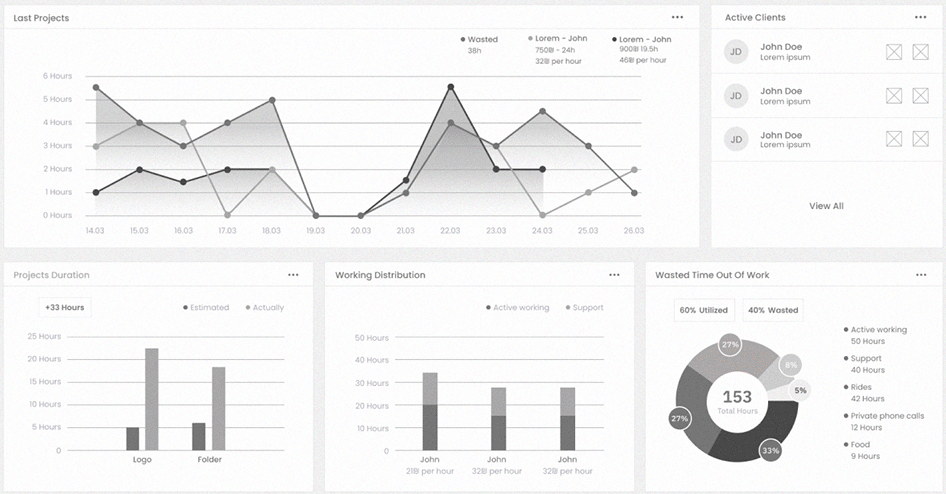 Last Projects
Wasted
38h
Lorem - John
750₪ - 24h
32₪ per hour
Lorem - John
900₪ 19.5h
46₪ per hour
6 Hours
5 Hours
4 Hours
3 Hours
2 Hours
1 Hours
0 Hours
14.03 15.03 16.03 17.03 18.03 19.03 20.03 21.03 22.03 23.03 24.03 25.03 26.03
Active Clients
JD
John Doe
Lorem ipsum
JD
John Doe
Lorem ipsum
JD
John Doe
Lorem ipsum
View All
Projects Duration
+33 Hours
Estimated Actually
25 Hours
20 Hours
15 Hours
10 Hours
5 Hours
0
Logo Folder
Working Distribution
Active working Support
50 Hours
40 Hours
30 Hours
20 Hours
10 Hours
0
John John John
21₪ per hour 32₪ per hour 32₪ per hour
Wasted Time Out Of Work
60% Utilized 40% Wasted
27%
8%
5%
27%
33%
153
Total Hours
Active working
50 Hours
Support
40 Hours
Rides
42 Hours
Private phone calls
12 Hours
Food
9 Hours